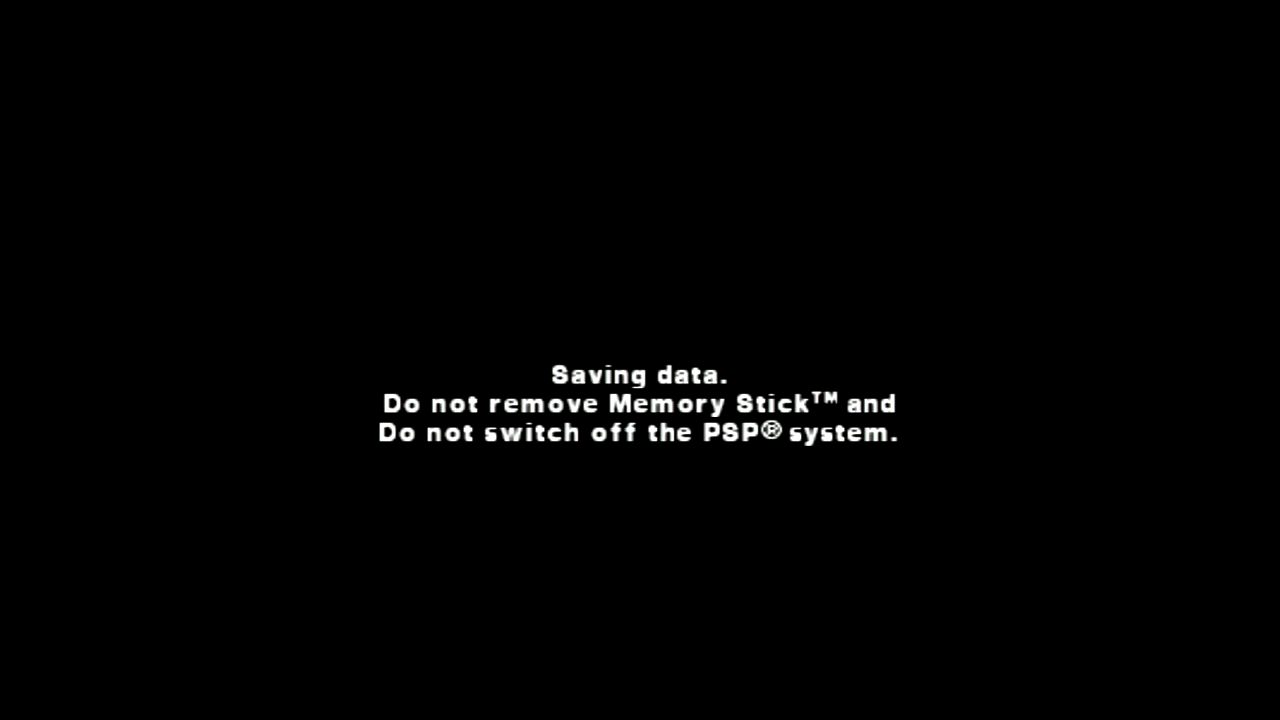 Saving data.
Do not remove Memory Stick™ and
Do not switch off the PSP® system.